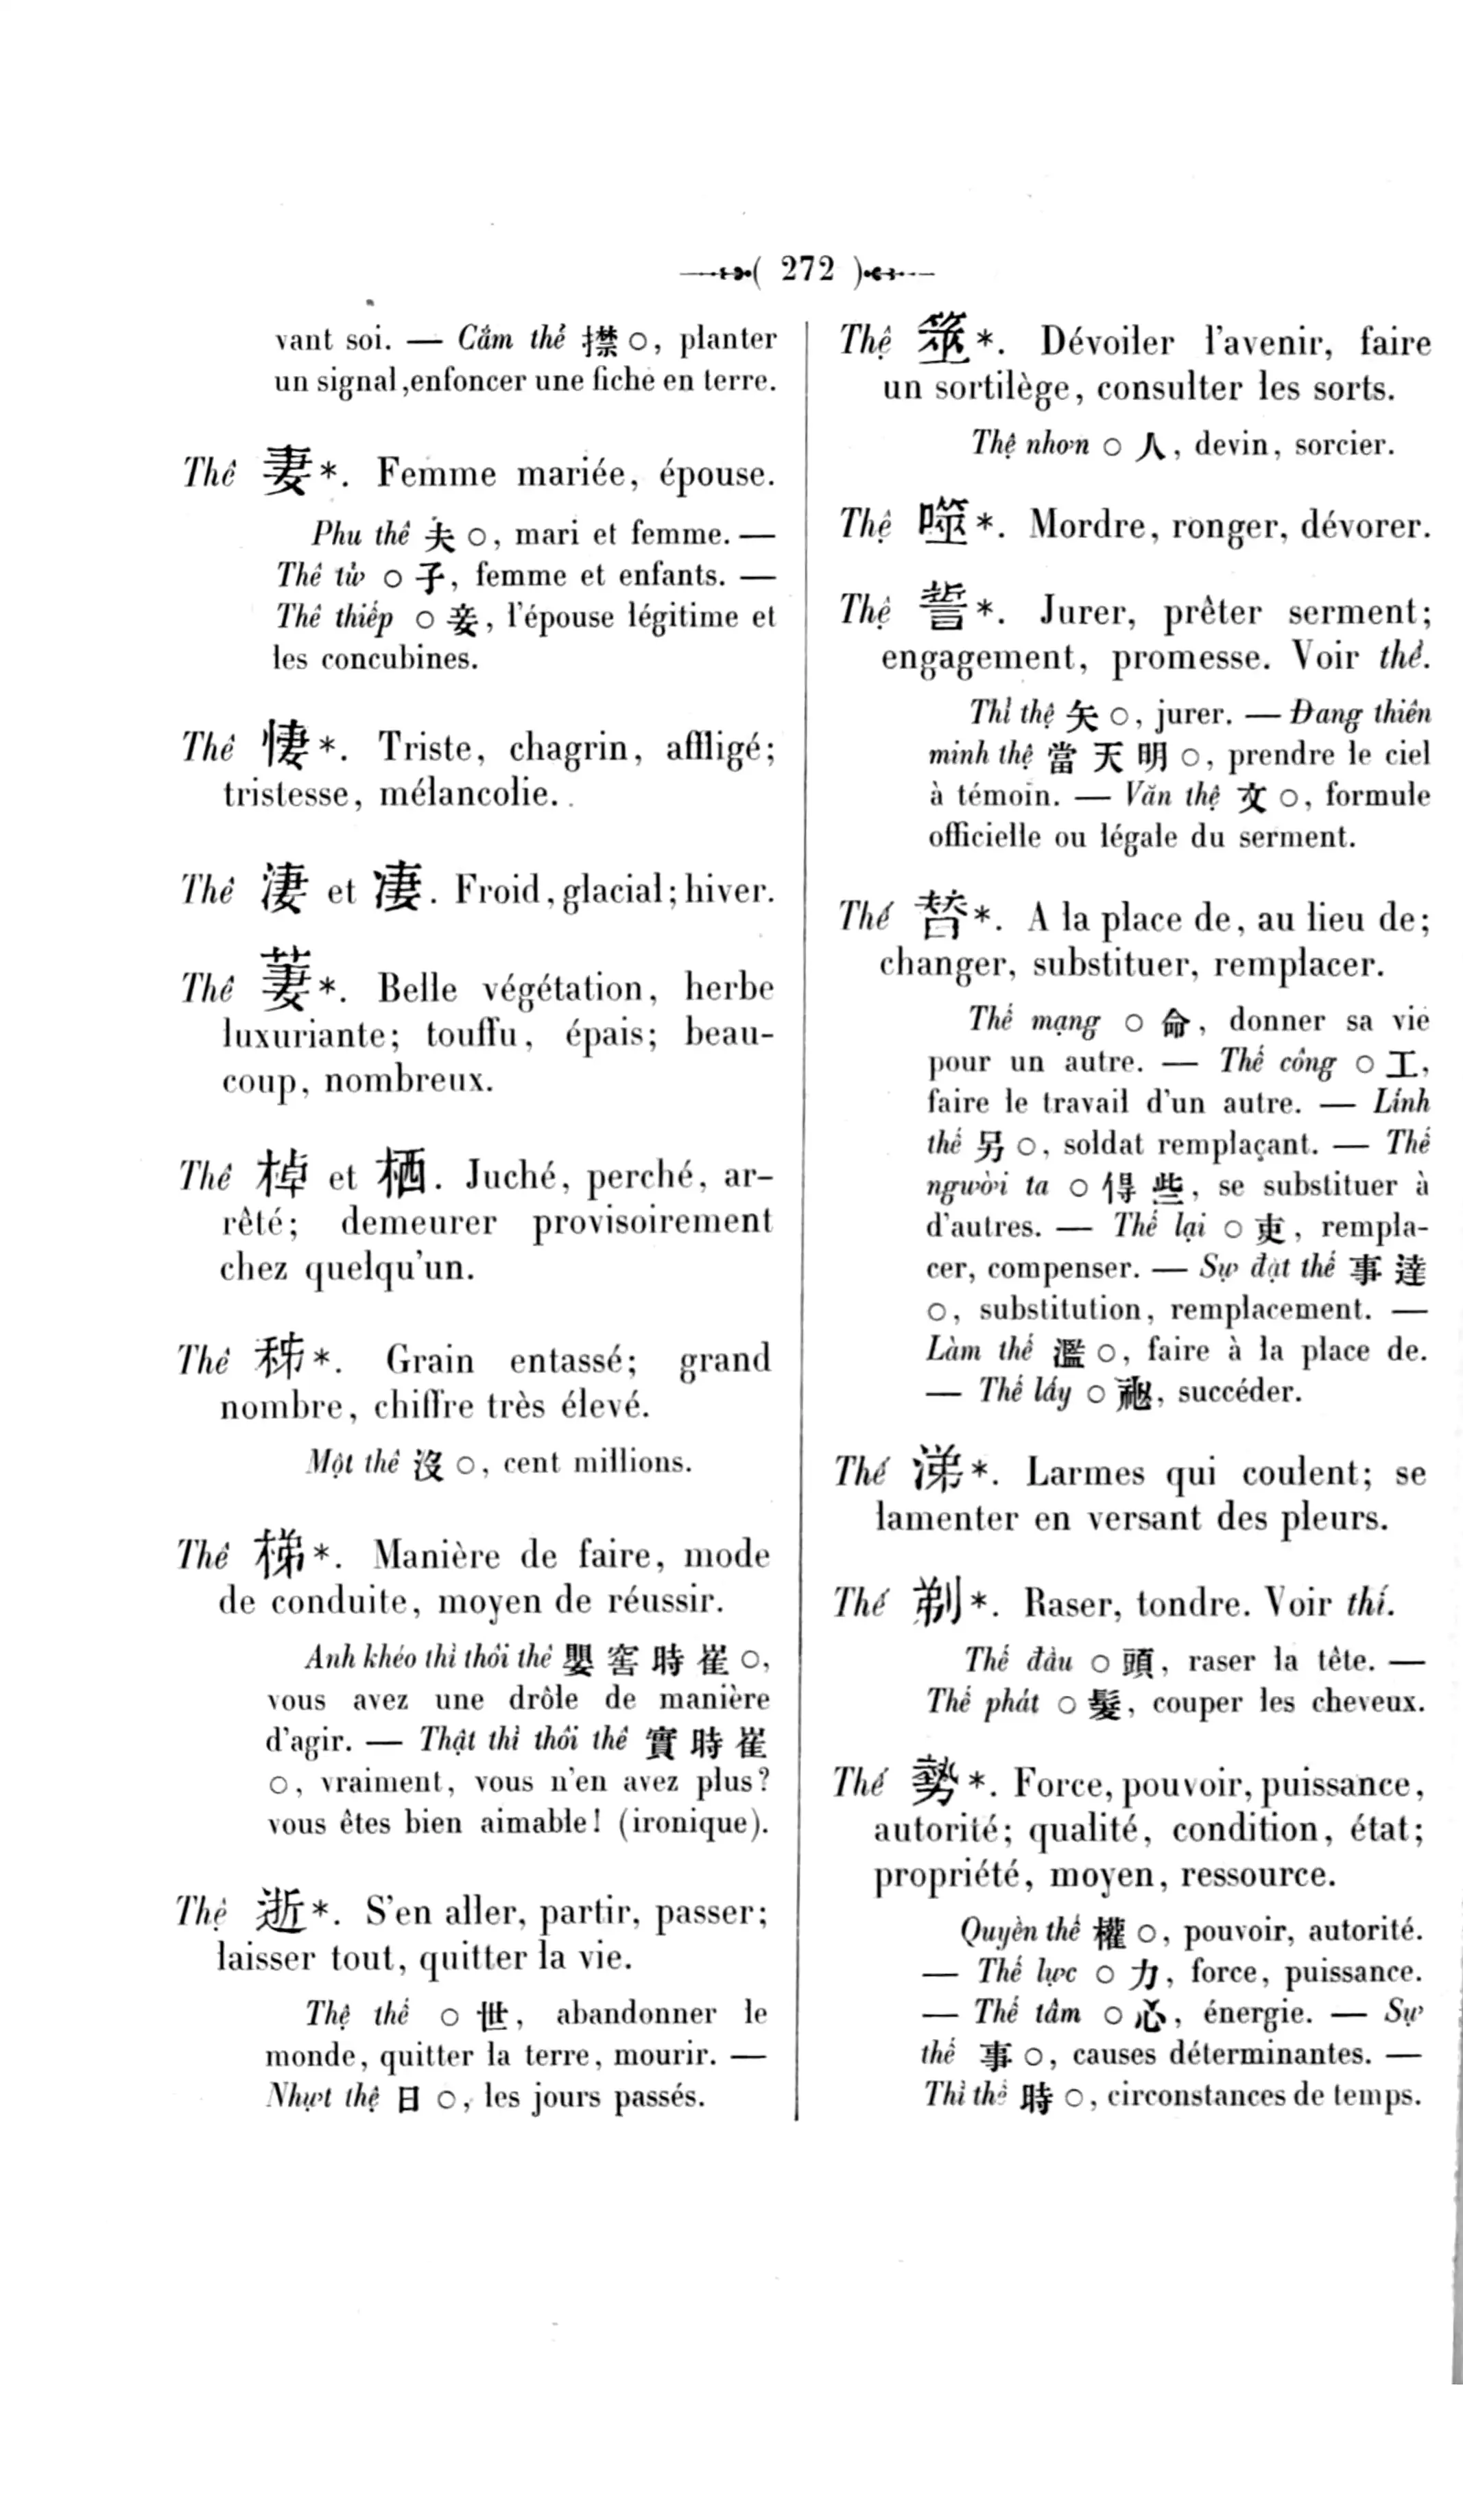 ( 272 )
vant soi. — Cắm thẻ 㩒 ○, planter
un signal, enfoncer une fiche en terre.
Thê 妻*. Femme mariée, épouse.
Phu thê 夫 ○, mari et femme. —
Thê tử ○ 子, femme et enfants. —
Thê thiếp ○ 妾, l'épouse légitime et
les concubines.
Thê 悽*. Triste, chagrin, affligé;
tristesse, mélancolie.
Thê 淒 et 凄. Froid, glacial; hiver.
Thê 萋*. Belle végétation, herbe
luxuriante; touffu, épais; beau-
coup, nombreux.
Thê 棹 et 栖. Juché, perché, ar-
rêté; demeurer provisoirement
chez quelqu'un.
Thê 秭*. Grain entassé; grand
nombre, chiffre très élevé.
Một thê 沒 ○, cent millions.
Thê 梯*. Manière de faire, mode
de conduite, moyen de réussir.
Anh khéo thì thôi thê 嬰 窖 時 崔 ○,
vous avez une drôle de manière
d'agir. — Thật thì thôi thê 實 時 崔
○, vraiment, vous n'en avez plus?
vous êtes bien aimable! (ironique).
Thệ 逝*. S'en aller, partir, passer;
laisser tout, quitter la vie.
Thệ thế ○ 世, abandonner le
monde, quitter la terre, mourir. —
Nhựt thệ 日 ○, les jours passés.
Thệ 筮*. Dévoiler l'avenir, faire
un sortilège, consulter les sorts.
Thệ nhơn ○ 人, devin, sorcier.
Thệ 噬*. Mordre, ronger, dévorer.
Thệ 誓*. Jurer, prêter serment;
engagement, promesse. Voir thề.
Thỉ thệ 矢 ○, jurer. — Đang thiên
minh thệ 當 天 明 ○, prendre le ciel
à témoin. — Văn thệ 文 ○, formule
officielle ou légale du serment.
Thế 替*. A la place de, au lieu de;
changer, substituer, remplacer.
Thế mạng ○ 命, donner sa vie
pour un autre. — Thế công ○ 工,
faire le travail d'un autre. — Lính
thế 另 ○, soldat remplaçant. — Thế
người ta ○ 得 些, se substituer à
d'autres. — Thế lại ○ 吏, rempla-
cer, compenser. — Sự đặt thế 事 達
○, substitution, remplacement. —
Làm thế 濫 ○, faire à la place de.
— Thế lấy ○, succéder.
Thế 涕*. Larmes qui coulent; se
lamenter en versant des pleurs.
Thế 剃*. Raser, tondre. Voir thí.
Thế đầu ○ 頭, raser la tête. —
Thế phát ○ 髮, couper les cheveux.
Thế 勢*. Force, pouvoir, puissance,
autorité; qualité, condition, état;
propriété, moyen, ressource.
Quyền thế 權 ○, pouvoir, autorité.
— Thế lực ○ 力, force, puissance.
— Thế tâm ○ 心, énergie. — Sự
thế 事 ○, causes déterminantes. —
Thì thế 時 ○, circonstances de temps.